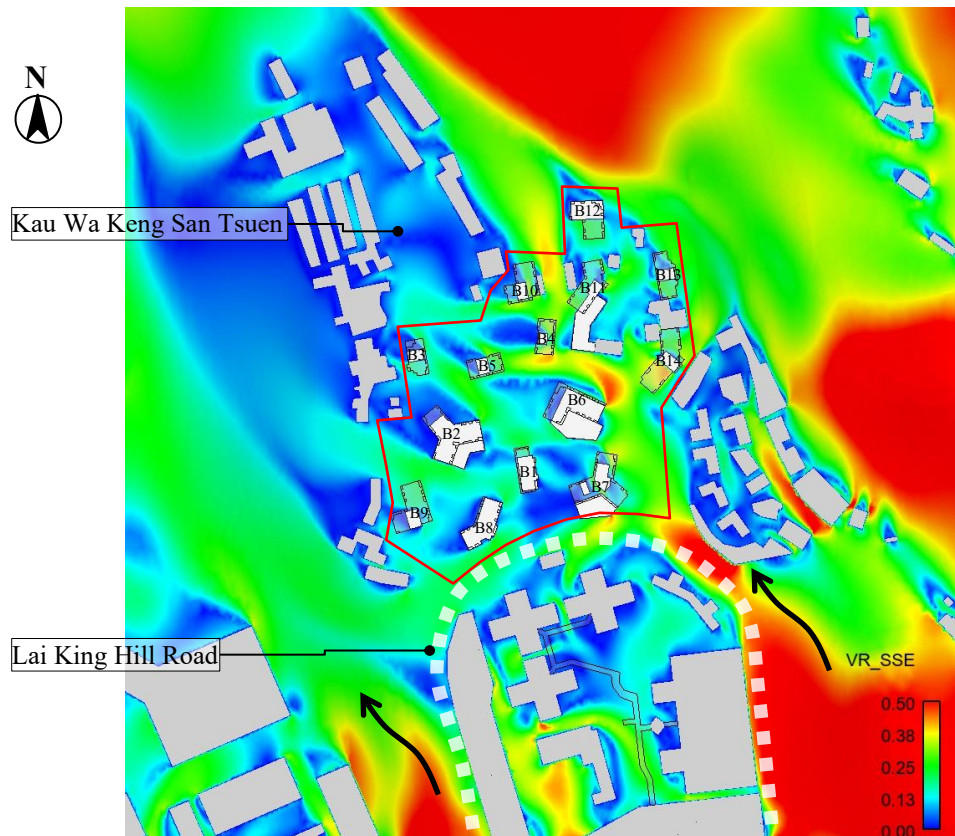 N
Kau Wa Keng San Tsuen
B12
B13
B10
B11
B4
B3
B5
B14
B6
B2
B1
B7
B9
B8
Lai King Hill Road
VR_SSE
0.50
0.38
0.25
0.13
0.00